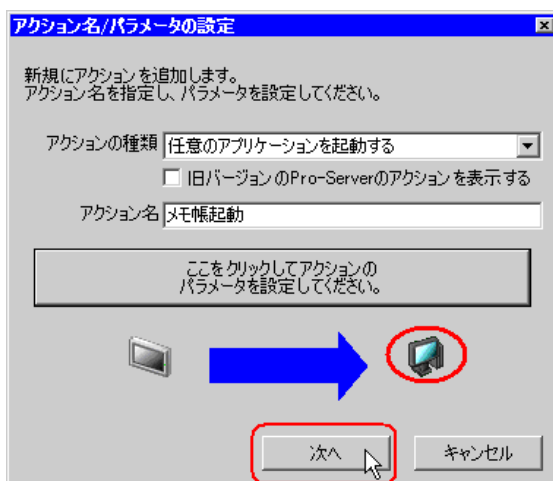 アクション名/パラメータの設定
新規にアクションを追加します。
アクション名を指定し、パラメータを設定してください。
アクションの種類 任意のアプリケーションを起動する
旧バージョンのPro-Serverのアクションを表示する
アクション名 メモ帳起動
ここをクリックしてアクションの
パラメータを設定してください。
次へ キャンセル